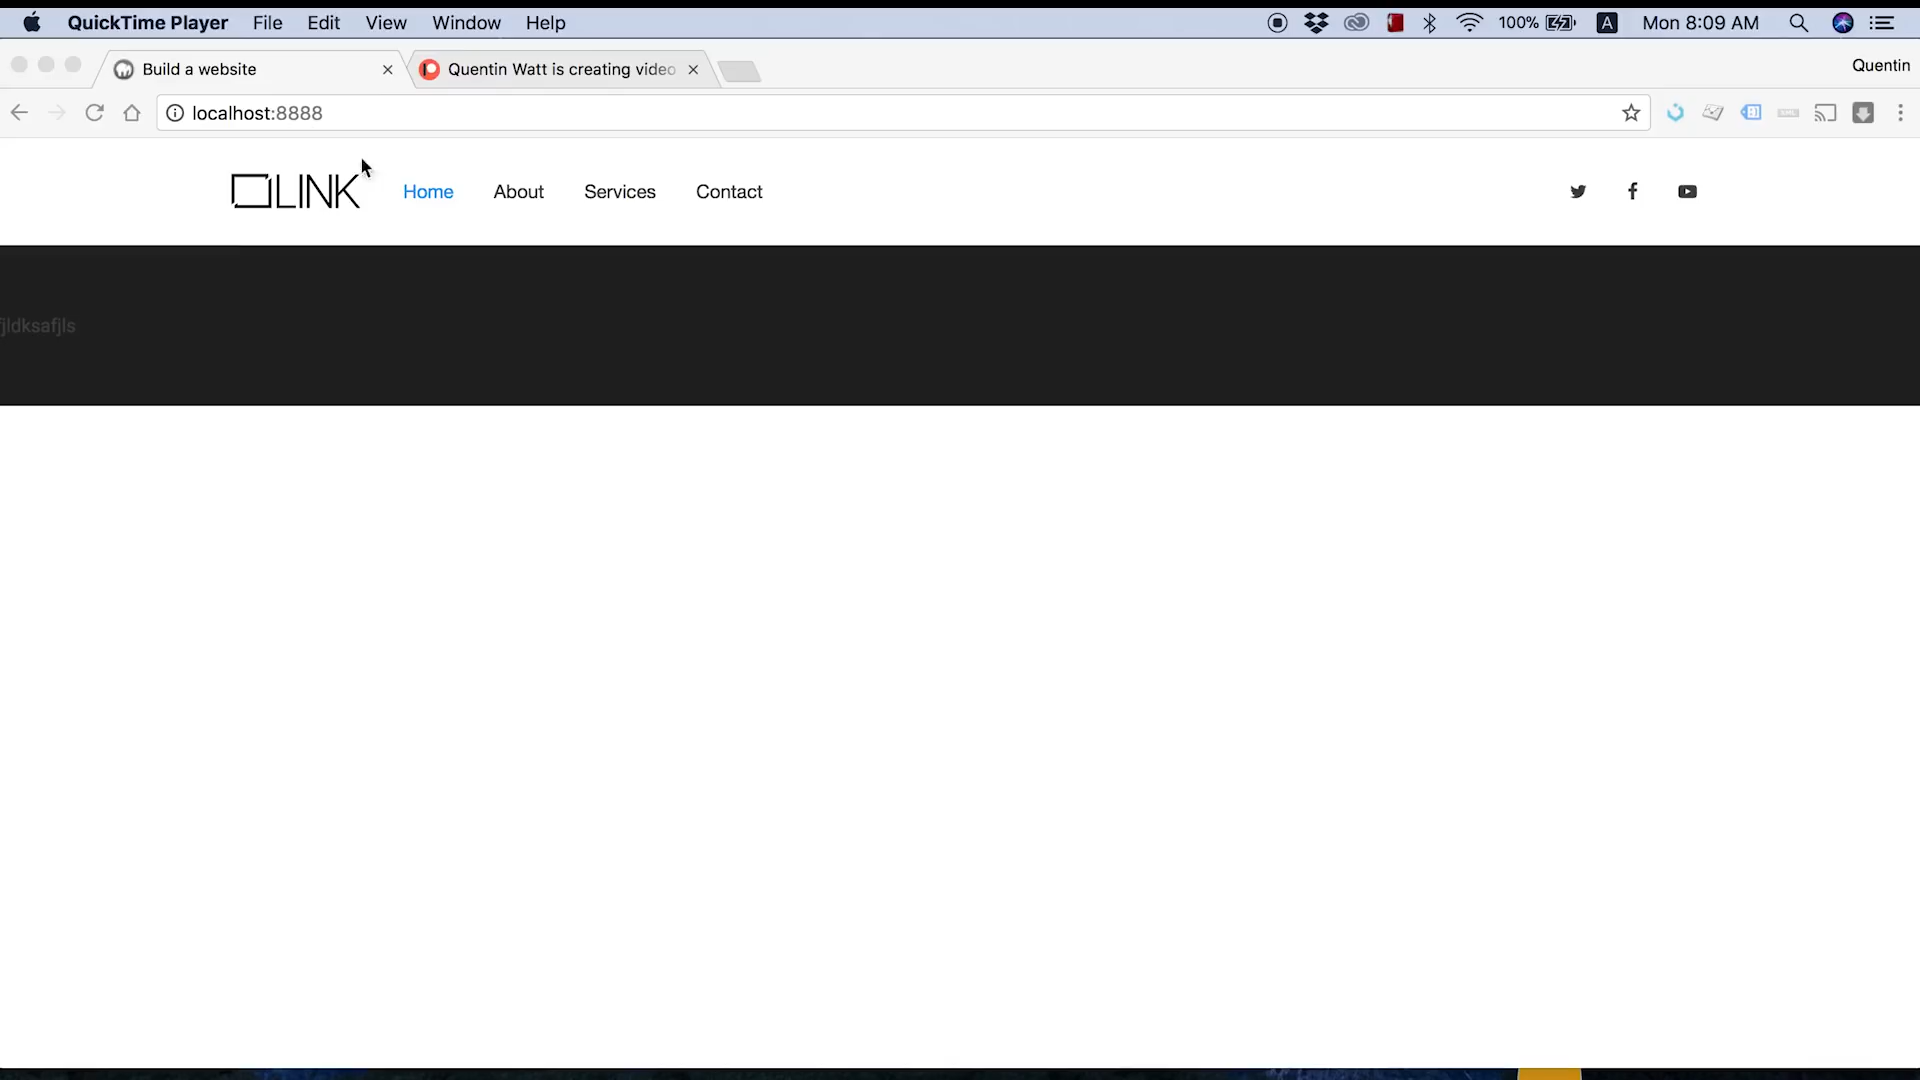 QuickTime Player File Edit View Window Help 100% A Mon 8:09 AM
Build a website Quentin Watt is creating video Quentin
localhost:8888
LINK Home About Services Contact
fjldksafjls